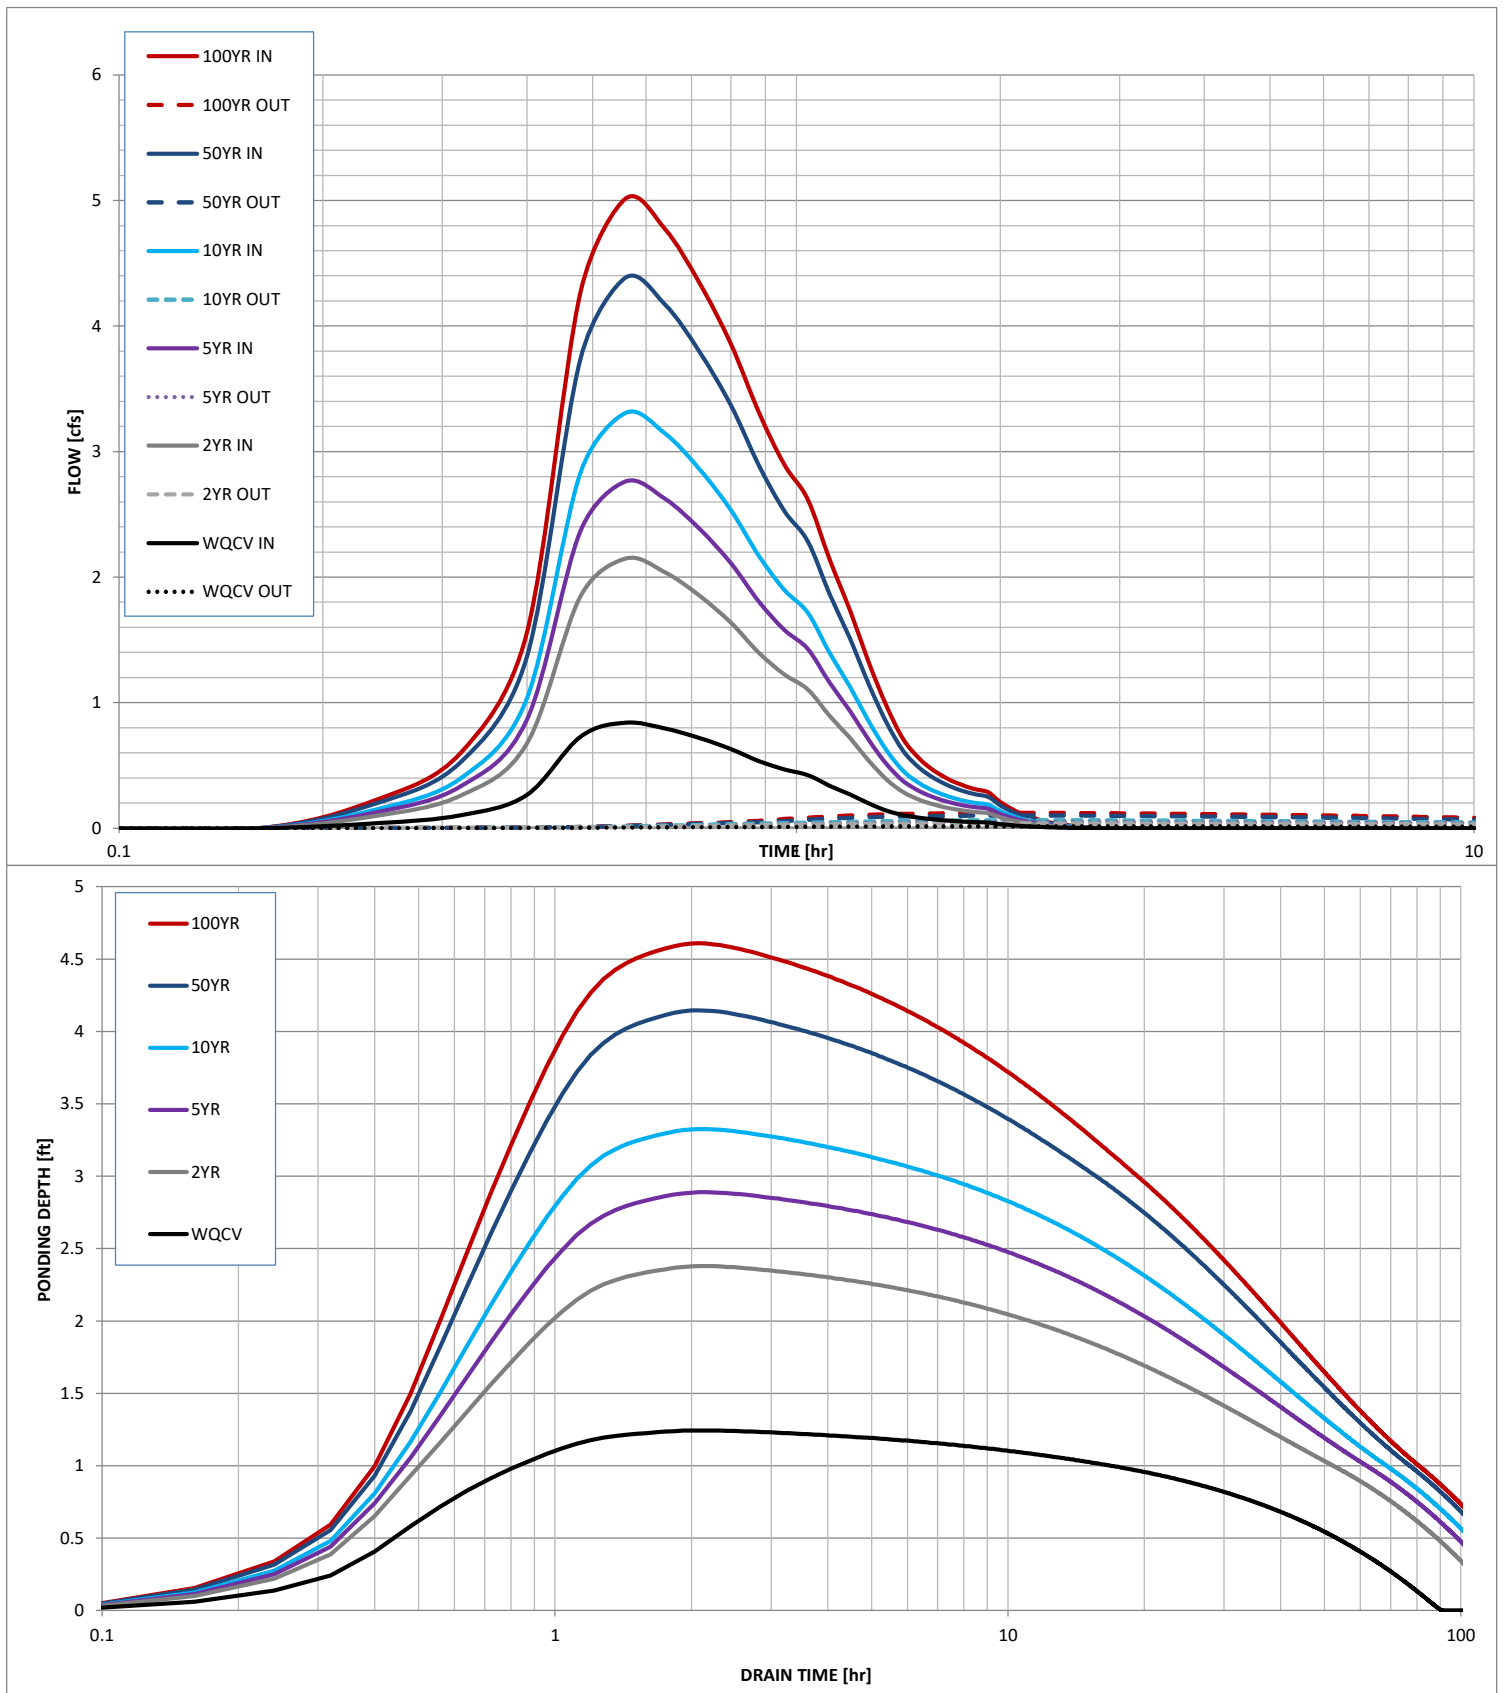 100YR IN
100YR OUT
50YR IN
50YR OUT
10YR IN
10YR OUT
5YR IN
5YR OUT
2YR IN
2YR OUT
WQCV IN
WQCV OUT
6
5
4
3
2
1
0
FLOW [cfs]
0.1
1
10
TIME [hr]
100YR
50YR
10YR
5YR
2YR
WQCV
5
4.5
4
3.5
3
2.5
2
1.5
1
0.5
0
PONDING DEPTH [ft]
0.1
1
10
100
DRAIN TIME [hr]